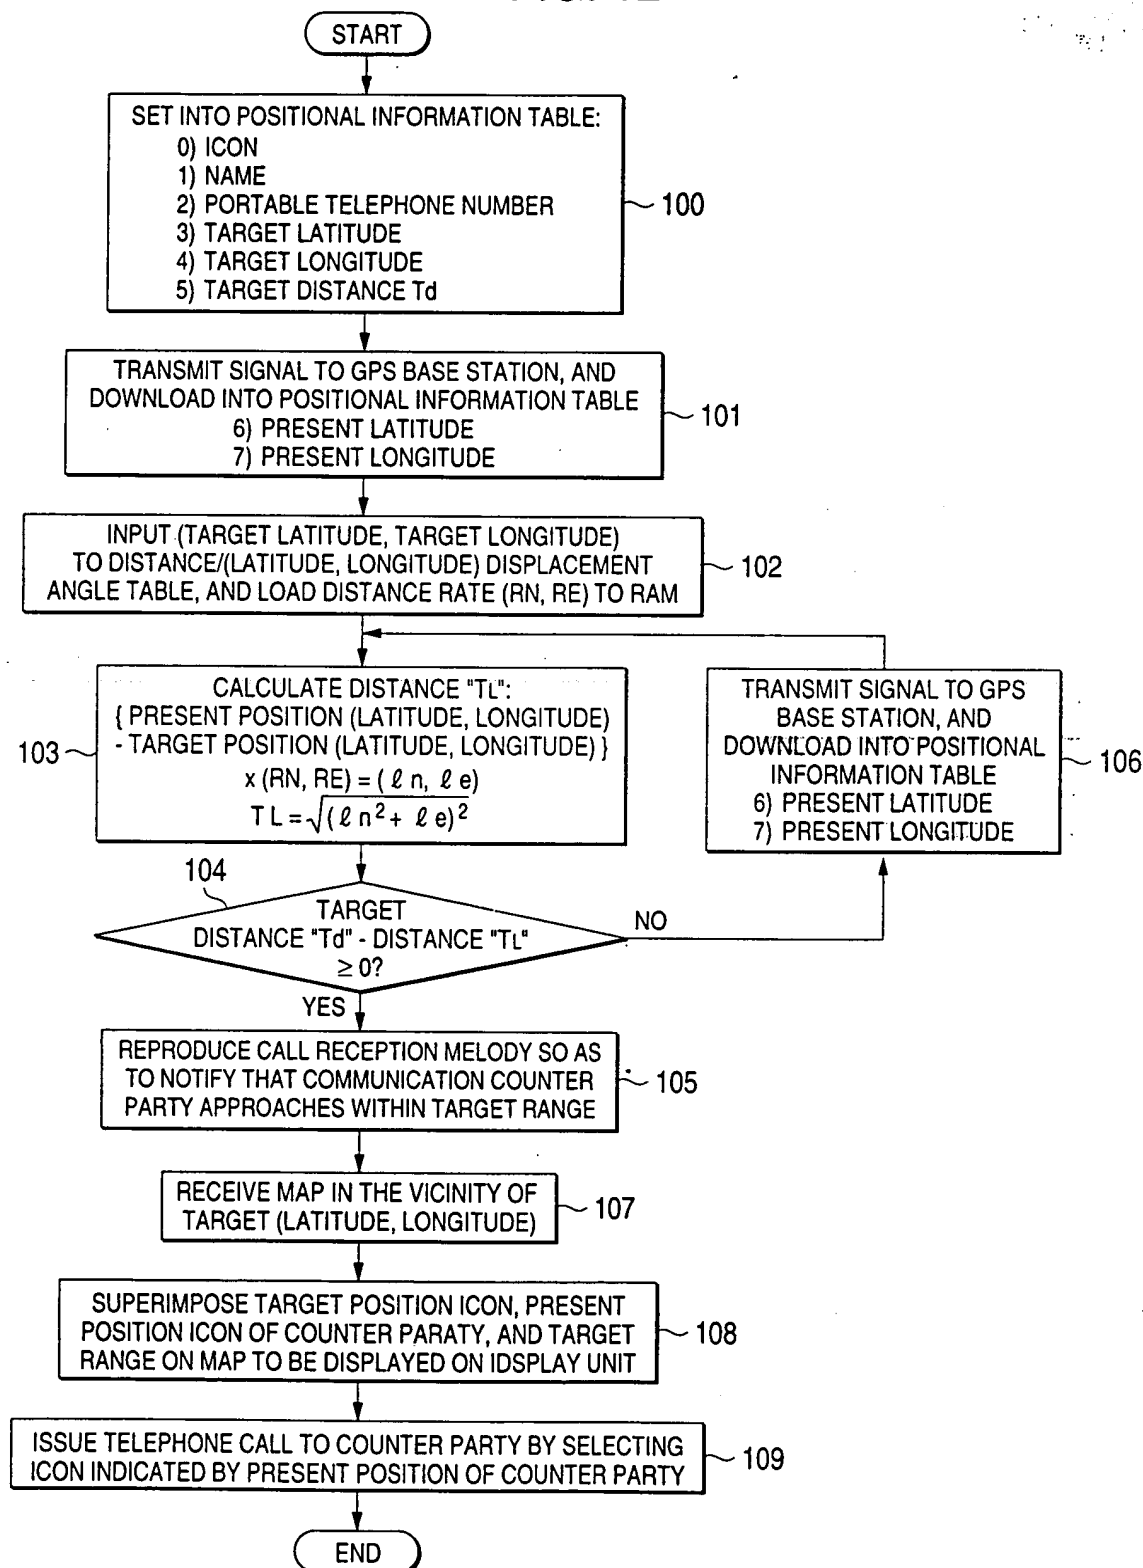 START
SET INTO POSITIONAL INFORMATION TABLE:
0) ICON
1) NAME
2) PORTABLE TELEPHONE NUMBER
3) TARGET LATITUDE
4) TARGET LONGITUDE
5) TARGET DISTANCE Td
100
TRANSMIT SIGNAL TO GPS BASE STATION, AND
DOWNLOAD INTO POSITIONAL INFORMATION TABLE
6) PRESENT LATITUDE
7) PRESENT LONGITUDE
101
INPUT (TARGET LATITUDE, TARGET LONGITUDE)
TO DISTANCE/(LATITUDE, LONGITUDE) DISPLACEMENT
ANGLE TABLE, AND LOAD DISTANCE RATE (RN, RE) TO RAM
102
CALCULATE DISTANCE "TL":
{ PRESENT POSITION (LATITUDE, LONGITUDE)
- TARGET POSITION (LATITUDE, LONGITUDE) }
x (RN, RE) = (ℓ n, ℓ e)
TL = √(ℓ n² + ℓ e)²
103
TRANSMIT SIGNAL TO GPS
BASE STATION, AND
DOWNLOAD INTO POSITIONAL
INFORMATION TABLE
6) PRESENT LATITUDE
7) PRESENT LONGITUDE
106
104
TARGET
DISTANCE "Td" - DISTANCE "TL"
≥ 0?
NO
YES
REPRODUCE CALL RECEPTION MELODY SO AS
TO NOTIFY THAT COMMUNICATION COUNTER
PARTY APPROACHES WITHIN TARGET RANGE
105
RECEIVE MAP IN THE VICINITY OF
TARGET (LATITUDE, LONGITUDE)
107
SUPERIMPOSE TARGET POSITION ICON, PRESENT
POSITION ICON OF COUNTER PARATY, AND TARGET
RANGE ON MAP TO BE DISPLAYED ON IDSPLAY UNIT
108
ISSUE TELEPHONE CALL TO COUNTER PARTY BY SELECTING
ICON INDICATED BY PRESENT POSITION OF COUNTER PARTY
109
END